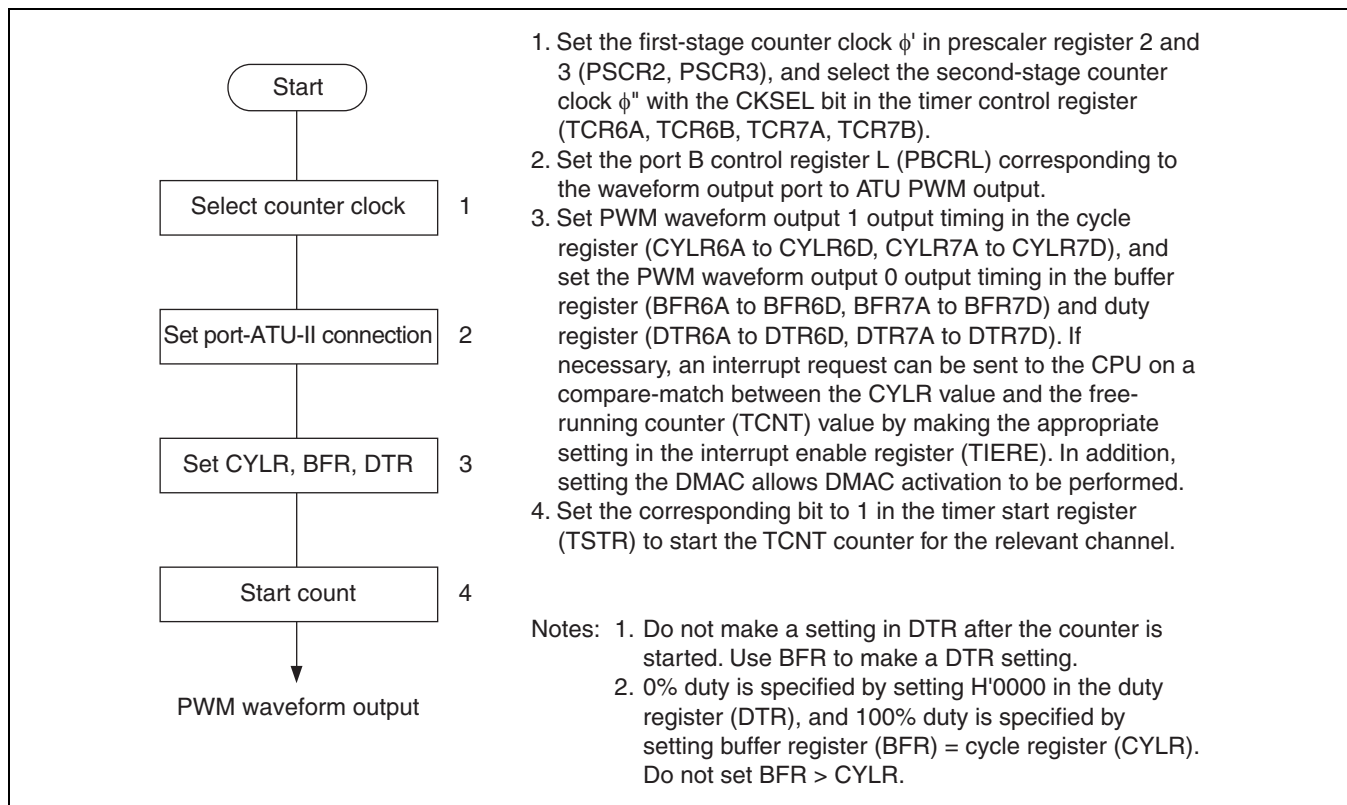 Start
Select counter clock 1
Set port-ATU-II connection 2
Set CYLR, BFR, DTR 3
Start count 4
PWM waveform output
1. Set the first-stage counter clock ϕ' in prescaler register 2 and
3 (PSCR2, PSCR3), and select the second-stage counter
clock ϕ" with the CKSEL bit in the timer control register
(TCR6A, TCR6B, TCR7A, TCR7B).
2. Set the port B control register L (PBCRL) corresponding to
the waveform output port to ATU PWM output.
3. Set PWM waveform output 1 output timing in the cycle
register (CYLR6A to CYLR6D, CYLR7A to CYLR7D), and
set the PWM waveform output 0 output timing in the buffer
register (BFR6A to BFR6D, BFR7A to BFR7D) and duty
register (DTR6A to DTR6D, DTR7A to DTR7D). If
necessary, an interrupt request can be sent to the CPU on a
compare-match between the CYLR value and the free-
running counter (TCNT) value by making the appropriate
setting in the interrupt enable register (TIERE). In addition,
setting the DMAC allows DMAC activation to be performed.
4. Set the corresponding bit to 1 in the timer start register
(TSTR) to start the TCNT counter for the relevant channel.
Notes: 1. Do not make a setting in DTR after the counter is
started. Use BFR to make a DTR setting.
2. 0% duty is specified by setting H'0000 in the duty
register (DTR), and 100% duty is specified by
setting buffer register (BFR) = cycle register (CYLR).
Do not set BFR > CYLR.